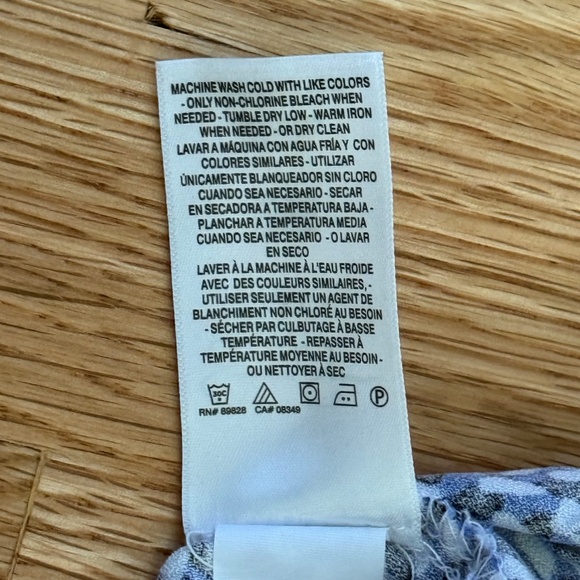 MACHINE WASH COLD WITH LIKE COLORS
- ONLY NON-CHLORINE BLEACH WHEN
NEEDED - TUMBLE DRY LOW - WARM IRON
WHEN NEEDED - OR DRY CLEAN
LAVAR A MÁQUINA CON AGUA FRÍA Y CON
COLORES SIMILARES - UTILIZAR
ÚNICAMENTE BLANQUEADOR SIN CLORO
CUANDO SEA NECESARIO - SECAR
EN SECADORA A TEMPERATURA BAJA -
PLANCHAR A TEMPERATURA MEDIA
CUANDO SEA NECESARIO - O LAVAR
EN SECO
LAVER À LA MACHINE À L'EAU FROIDE
AVEC DES COULEURS SIMILAIRES, -
UTILISER SEULEMENT UN AGENT DE
BLANCHIMENT NON CHLORÉ AU BESOIN
- SÉCHER PAR CULBUTAGE À BASSE
TEMPÉRATURE - REPASSER À
TEMPÉRATURE MOYENNE AU BESOIN -
OU NETTOYER À SEC
30C P
RN# 89828 CA# 08349